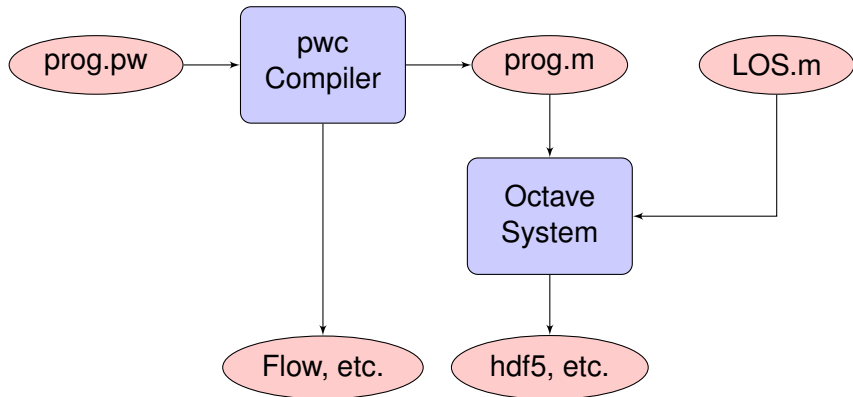 prog.pw
pwc
Compiler
prog.m
LOS.m
Octave
System
Flow, etc.
hdf5, etc.